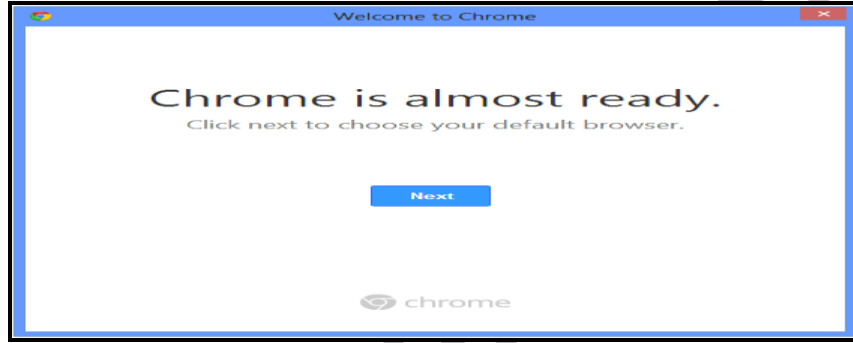 Welcome to Chrome
Chrome is almost ready.
Click next to choose your default browser.
Next
chrome